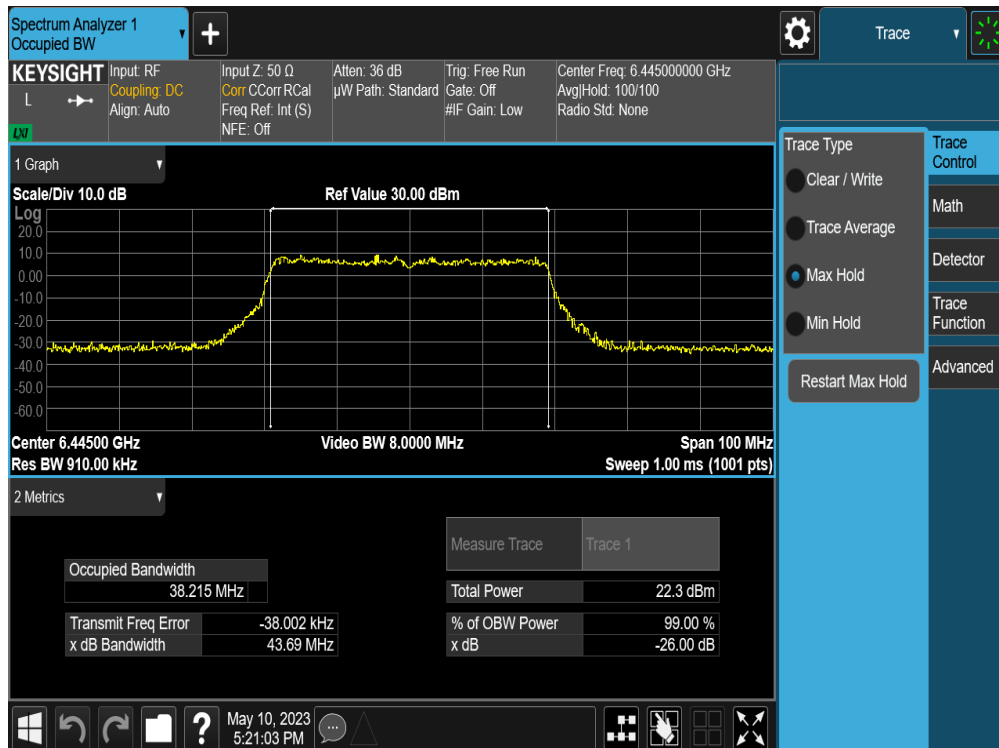 Spectrum Analyzer 1
Occupied BW
+
Trace
KEYSIGHT
L
LXI
Input: RF
Coupling: DC
Align: Auto
Input Z: 50 Ω
Corr CCorr RCal
Freq Ref: Int (S)
NFE: Off
Atten: 36 dB
µW Path: Standard
Trig: Free Run
Gate: Off
#IF Gain: Low
Center Freq: 6.445000000 GHz
Avg|Hold: 100/100
Radio Std: None
1 Graph
Scale/Div 10.0 dB
Ref Value 30.00 dBm
Log
20.0
10.0
0.00
-10.0
-20.0
-30.0
-40.0
-50.0
-60.0
Center 6.44500 GHz
Video BW 8.0000 MHz
Span 100 MHz
Res BW 910.00 kHz
Sweep 1.00 ms (1001 pts)
2 Metrics
Measure Trace
Trace 1
Occupied Bandwidth
38.215 MHz
Total Power
22.3 dBm
Transmit Freq Error
-38.002 kHz
% of OBW Power
99.00 %
x dB Bandwidth
43.69 MHz
x dB
-26.00 dB
Trace Type
Clear / Write
Trace Average
Max Hold
Min Hold
Restart Max Hold
Trace
Control
Math
Detector
Trace
Function
Advanced
?
May 10, 2023
5:21:03 PM